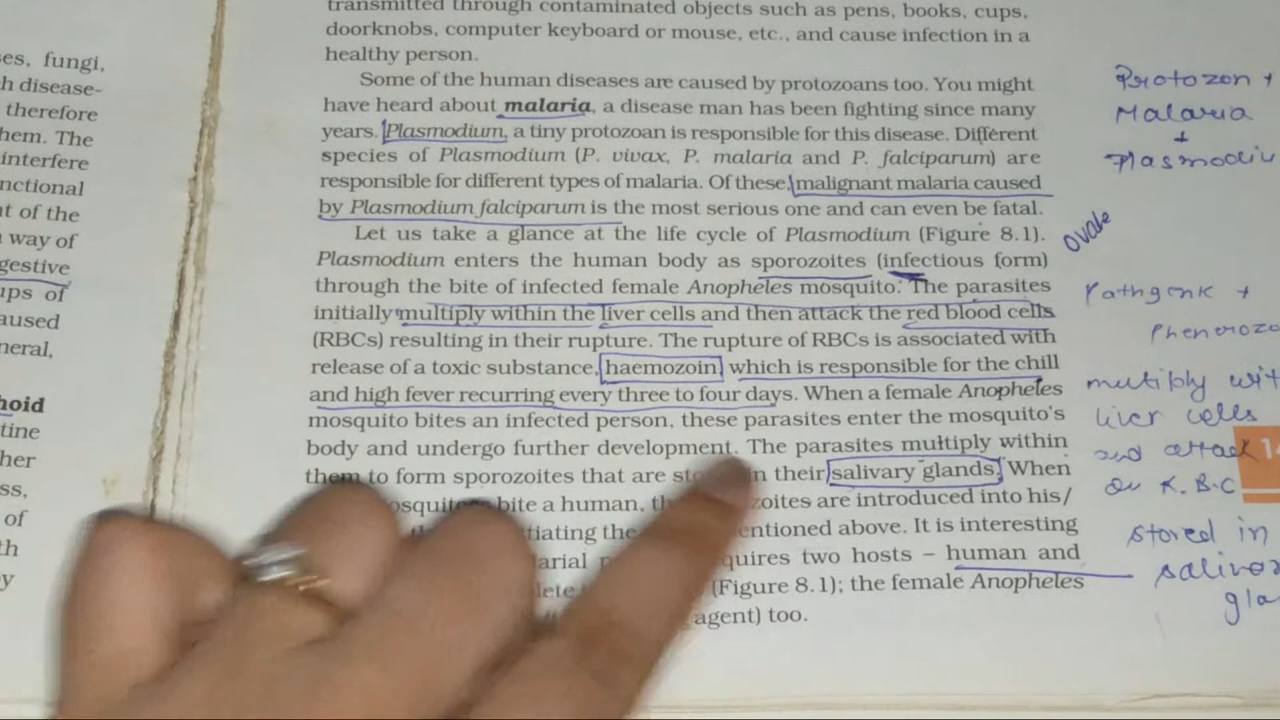 es, fungi,
h disease-
therefore
hem. The
interfere
nctional
nt of the
way of
gestive
ups of
aused
neral,
hoid
tine
her
ss,
of
th
by
transmitted through contaminated objects such as pens, books, cups,
doorknobs, computer keyboard or mouse, etc., and cause infection in a
healthy person.
Some of the human diseases are caused by protozoans too. You might
have heard about malaria, a disease man has been fighting since many
years. Plasmodium, a tiny protozoan is responsible for this disease. Different
species of Plasmodium (P. vivax, P. malaria and P. falciparum) are
responsible for different types of malaria. Of these, malignant malaria caused
by Plasmodium falciparum is the most serious one and can even be fatal.
Let us take a glance at the life cycle of Plasmodium (Figure 8.1).
Plasmodium enters the human body as sporozoites (infectious form)
through the bite of infected female Anopheles mosquito. The parasites
initially multiply within the liver cells and then attack the red blood cells
(RBCs) resulting in their rupture. The rupture of RBCs is associated with
release of a toxic substance, haemozoin, which is responsible for the chill
and high fever recurring every three to four days. When a female Anopheles
mosquito bites an infected person, these parasites enter the mosquito's
body and undergo further development. The parasites multiply within
them to form sporozoites that are in their salivary glands. When
bite a human, zoites are introduced into his/
tiating the entioned above. It is interesting
arial quires two hosts – human and
(Figure 8.1); the female Anopheles
agent) too.
Protozon +
Malaria
+
Plasmodiu
ovale
Pathgenk +
Phenerozo
multiply wit
liver cells
and attack
on R.B.C
stored in
salivar
gla